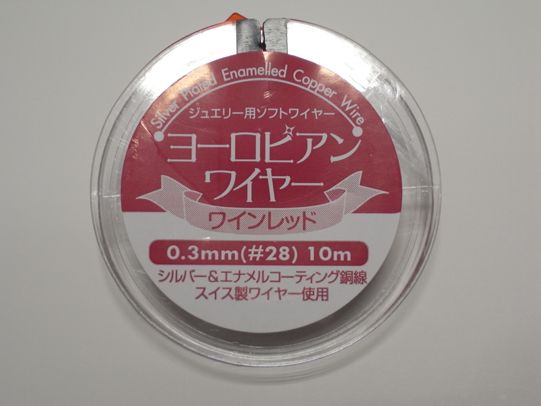 Silver Plated Enamelled Copper Wire
ジュエリー用ソフトワイヤー
ヨーロピアン
ワイヤー
ワインレッド
0.3mm(#28) 10m
シルバー&エナメルコーティング銅線
スイス製ワイヤー使用